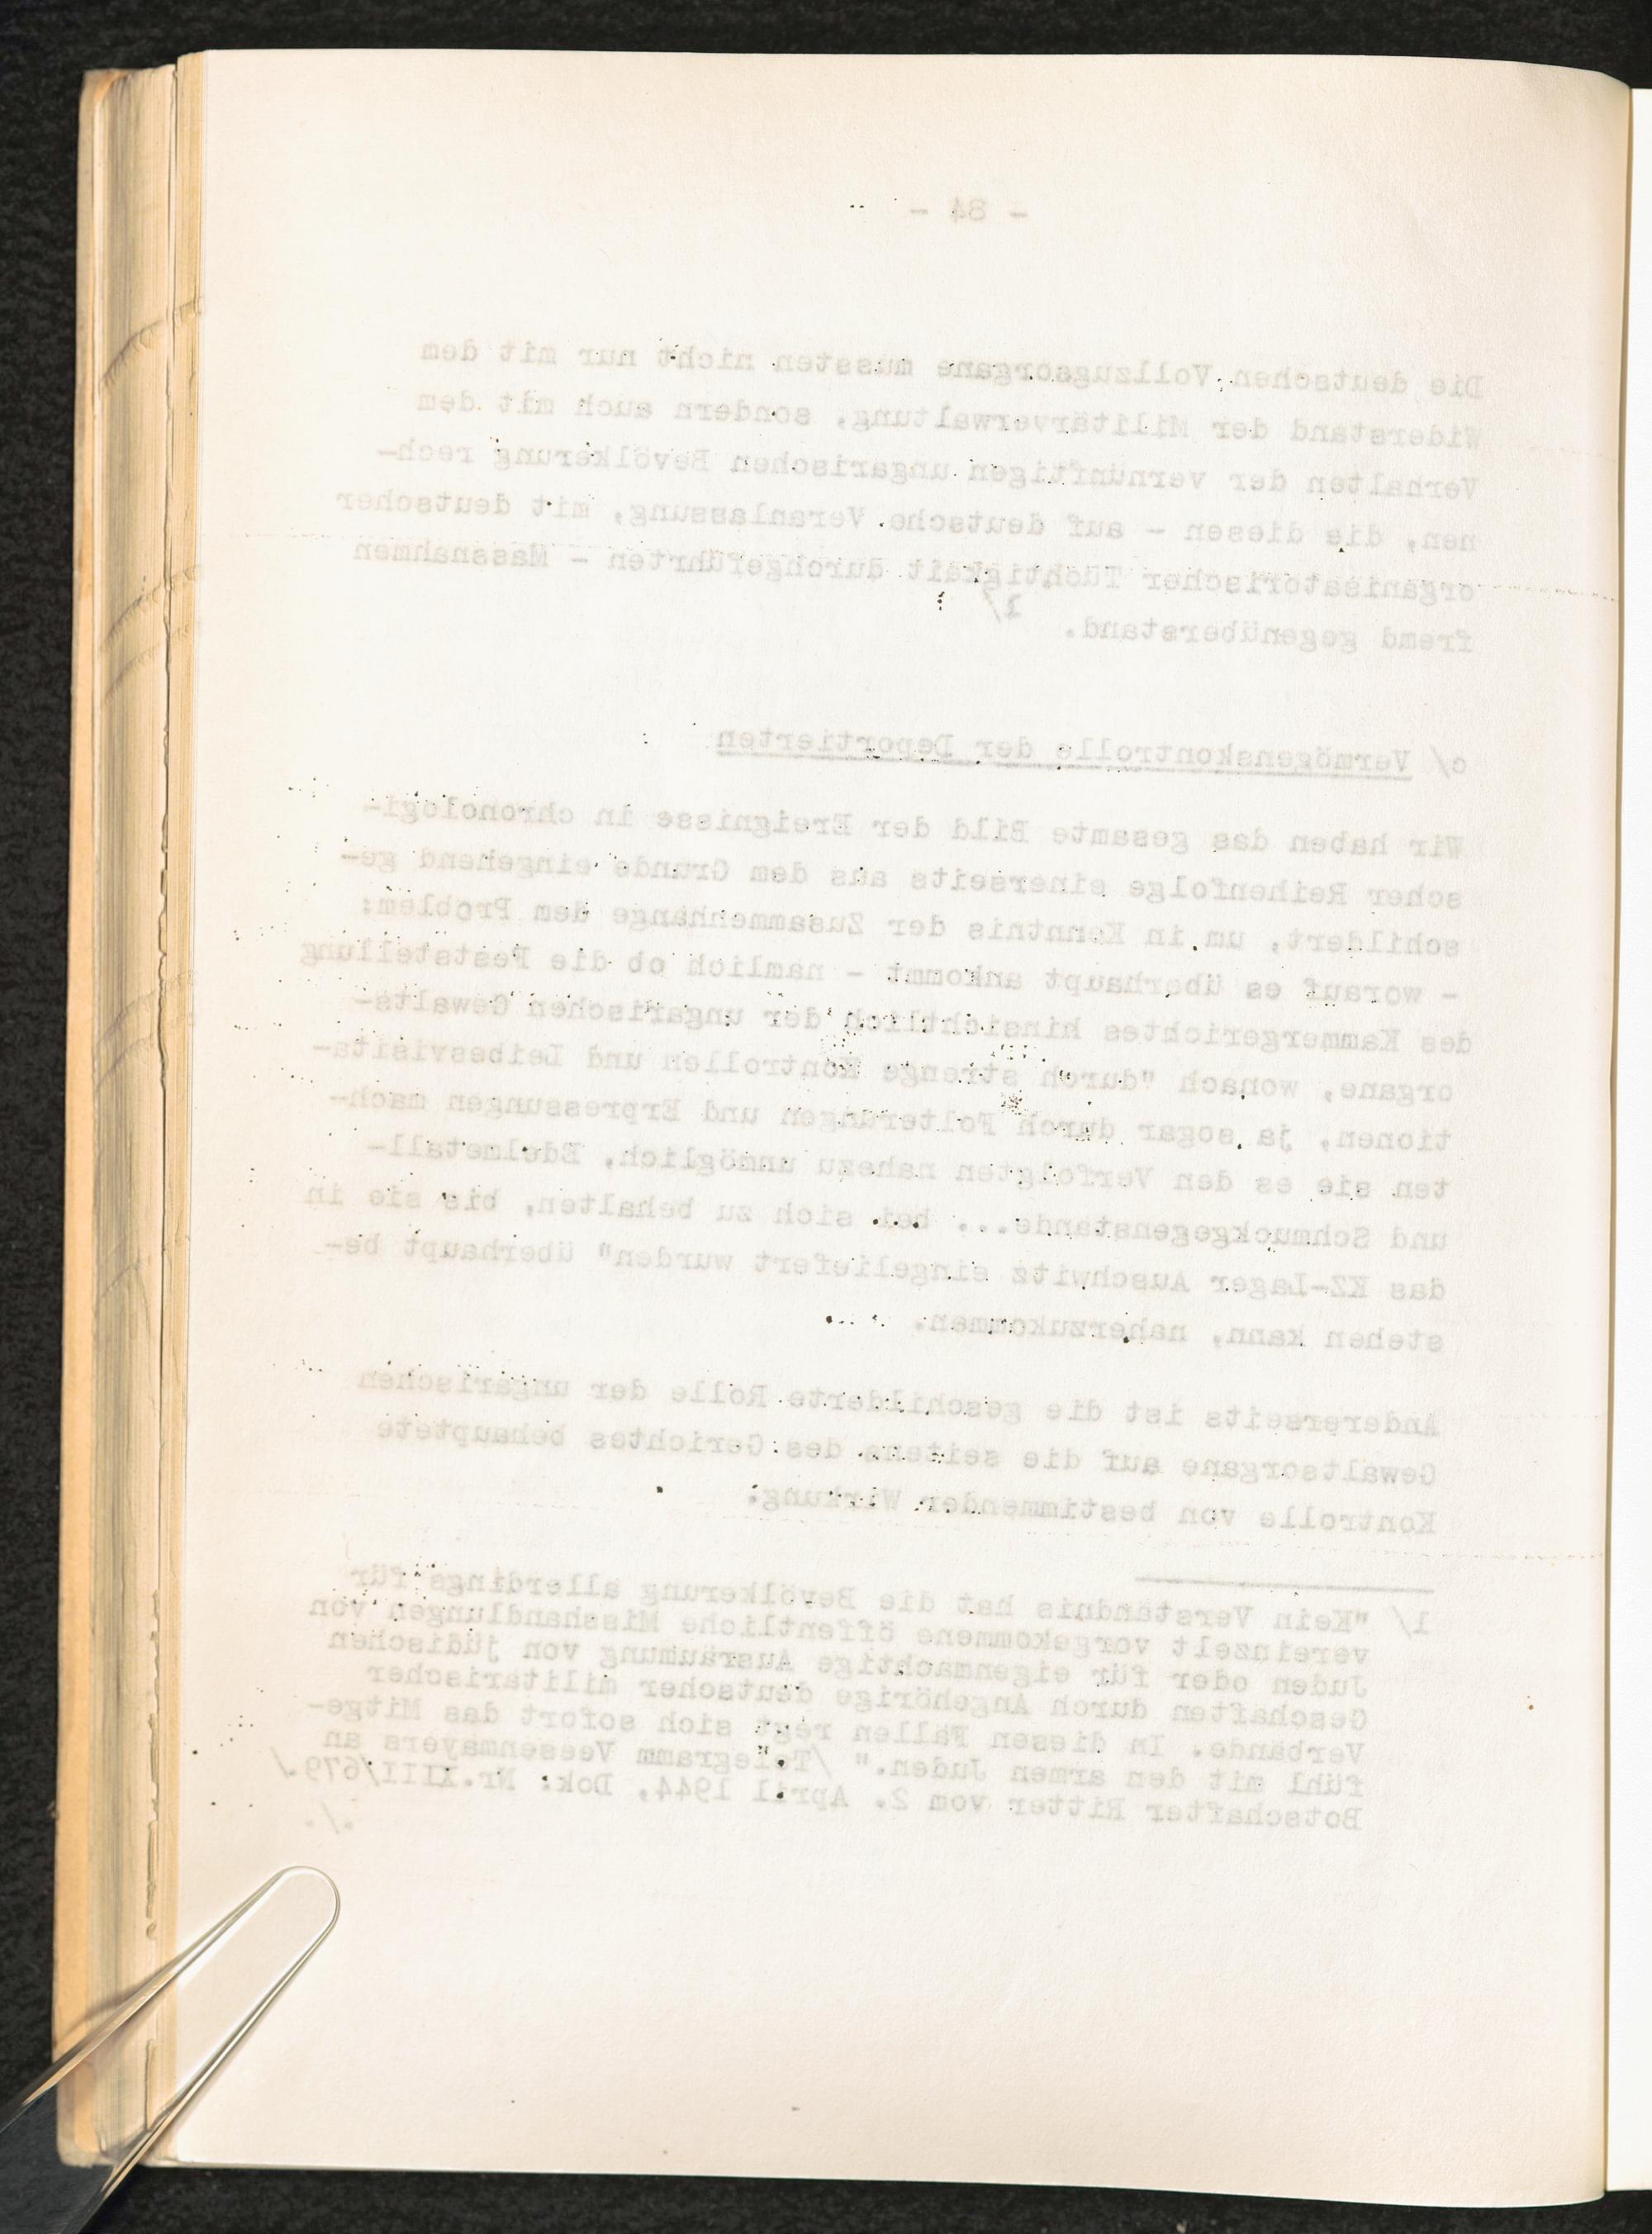 - 84 -
Die deutschen Vollzugsorgane mussten nicht nur mit dem
Widerstand der Militärverwaltung, sondern auch mit dem
Verhalten der vernünftigen ungarischen Bevölkerung rech-
nen, die diesen - auf deutsche Veranlassung, mit deutscher
organisatorischer Tüchtigkeit durchgeführten - Massnahmen
fremd gegenüberstand. 1/
c/ Vermögenskontrolle der Deportierten
Wir haben das gesamte Bild der Ereignisse in chronologi-
scher Reihenfolge einerseits aus dem Grunde eingehend ge-
schildert, um in Kenntnis der Zusammenhänge dem Problem:
- worauf es überhaupt ankommt - nämlich ob die Feststellung
des Kammergerichtes hinsichtlich der ungarischen Gewalts-
organe, wonach "durch strenge Kontrollen und Leibesvisita-
tionen, ja sogar durch Folterungen und Erpressungen mach-
ten sie es den Verfolgten nahezu unmöglich, Edelmetall-
und Schmuckgegenstände... bei sich zu behalten, bis sie in
das KZ-Lager Auschwitz eingeliefert wurden" überhaupt be-
stehen kann, näherzukommen.
Andererseits ist die geschilderte Rolle der ungarischen
Gewaltsorgane auf die seitens des Gerichtes behauptete
Kontrolle von bestimmender Wirkung.
1/ "Kein Verständnis hat die Bevölkerung allerdings für
vereinzelt vorgekommene öffentliche Misshandlungen von
Juden oder für eigenmächtige Ausräumung von jüdischen
Geschäften durch Angehörige deutscher militärischer
Verbände. In diesen Fällen regt sich sofort das Mitge-
fühl mit den armen Juden." /Telegramm Veesenmayers an
Botschafter Ritter vom 2. April 1944, Dok. Nr.XIII/679./
./.